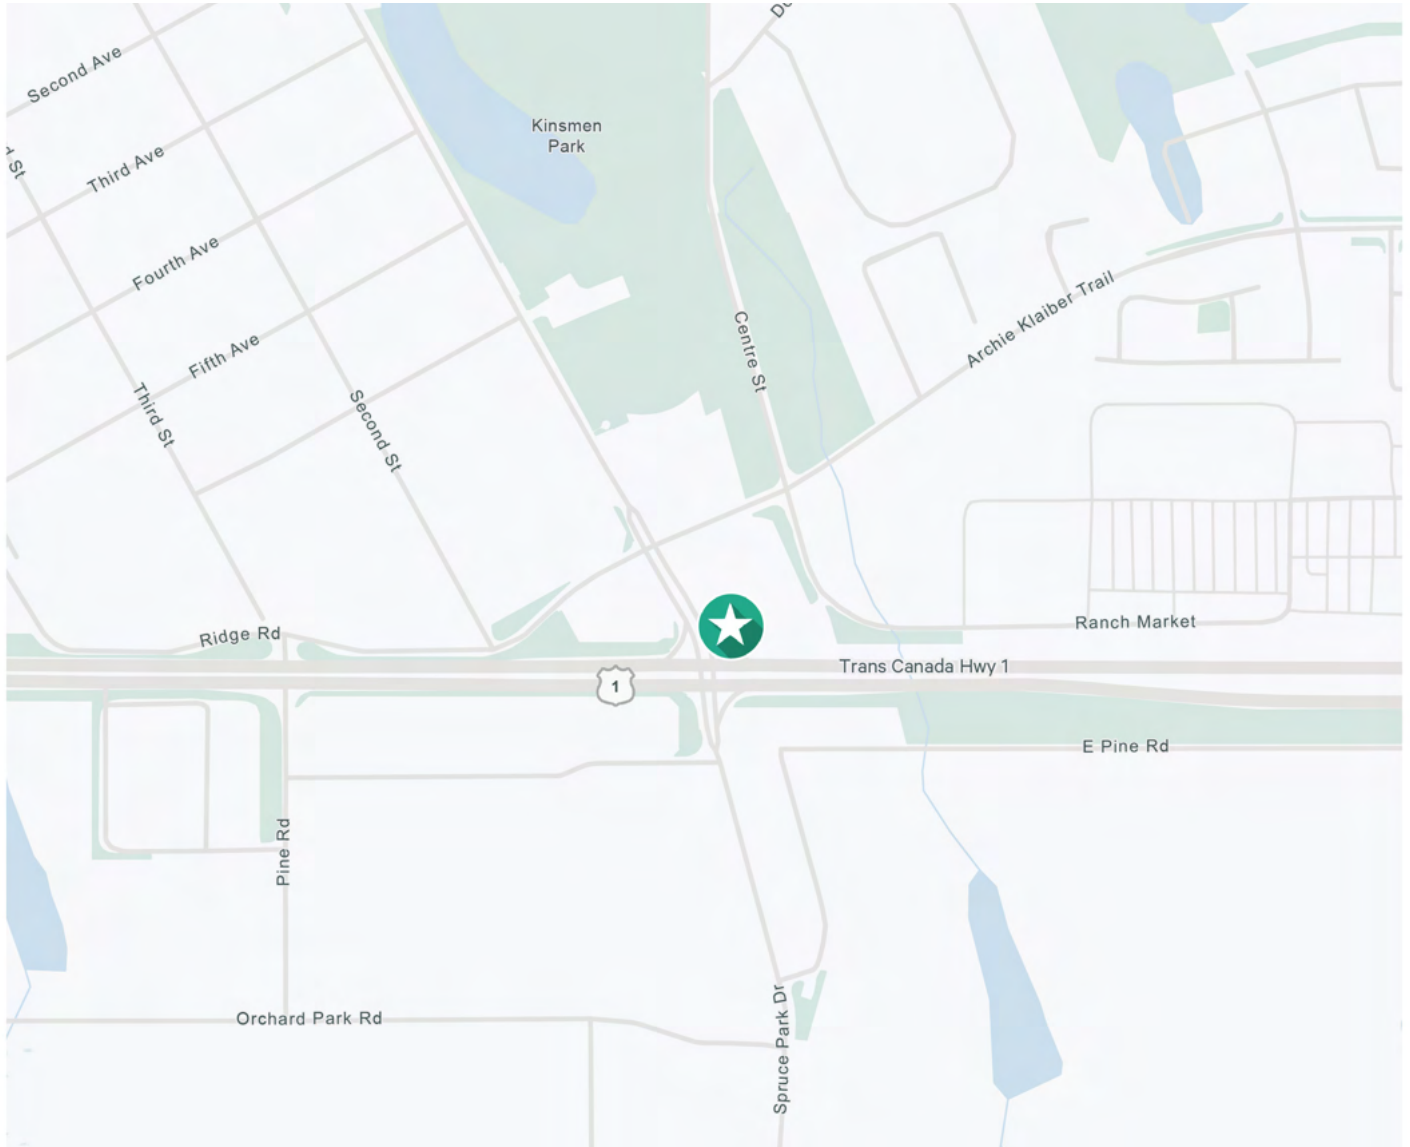 Second Ave
Kinsmen
Park
Third Ave
Fourth Ave
Fifth Ave
Third St
Second St
Centre St
Archie Klaiber Trail
Ridge Rd
Ranch Market
Trans Canada Hwy 1
1
E Pine Rd
Pine Rd
Orchard Park Rd
Spruce Park Dr